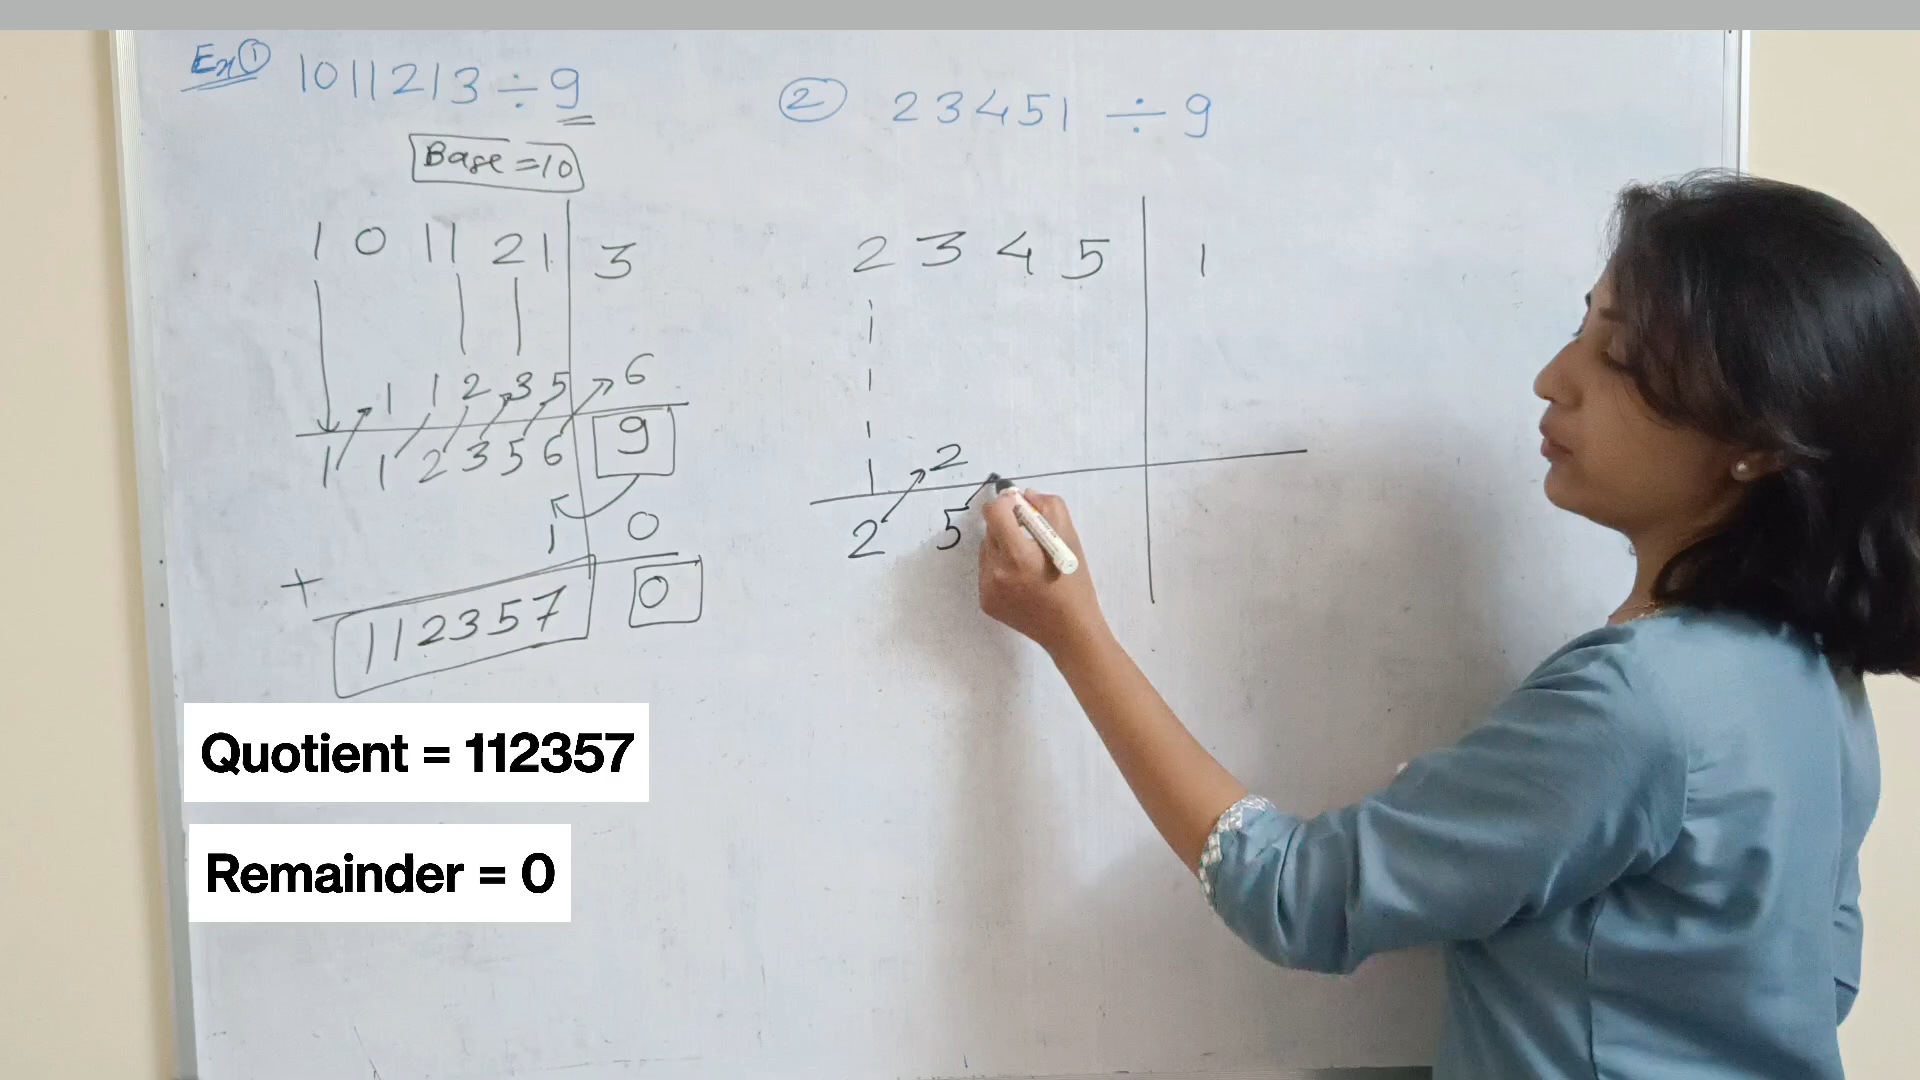 Ex ①
1011213 ÷ 9
Base = 10
1 0 1 1 2 1 3
1 1 2 3 5 6
1 1 2 3 5 6 9
1 0
+
112357 0
Quotient = 112357
Remainder = 0
② 23451 ÷ 9
2 3 4 5 1
2
2 5